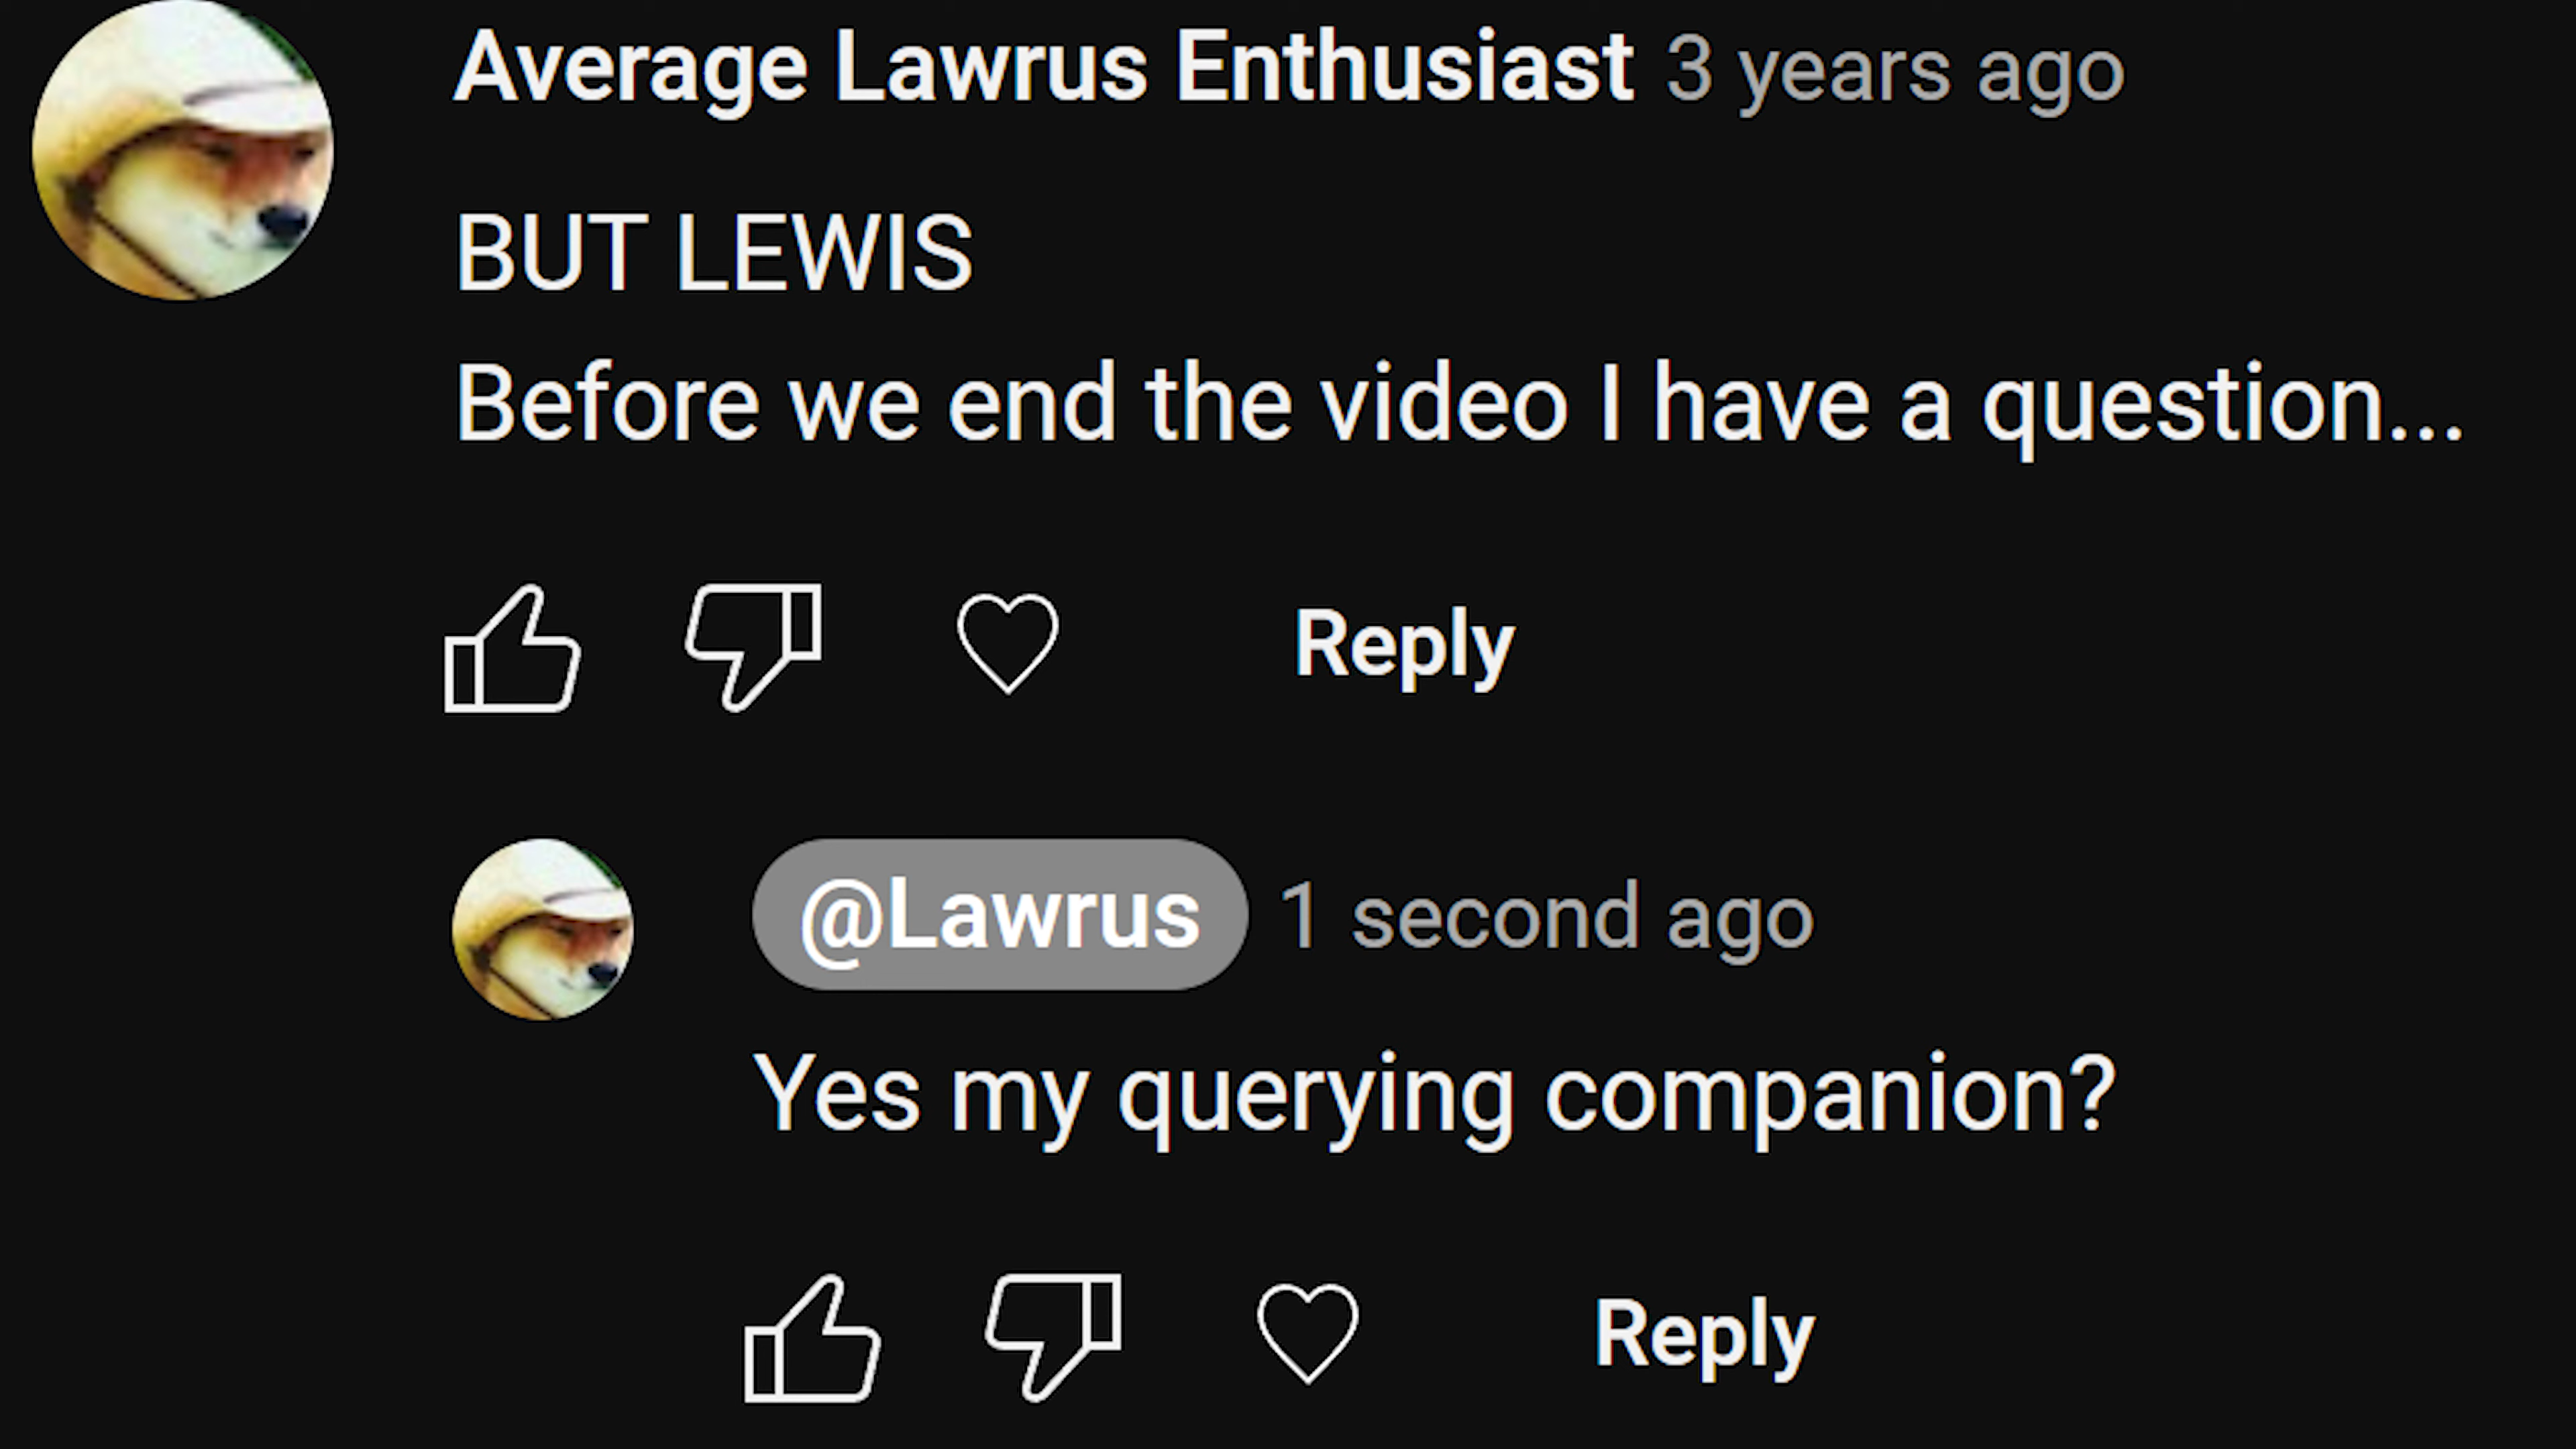 Average Lawrus Enthusiast 3 years ago
BUT LEWIS
Before we end the video I have a question...
Reply
@Lawrus 1 second ago
Yes my querying companion?
Reply